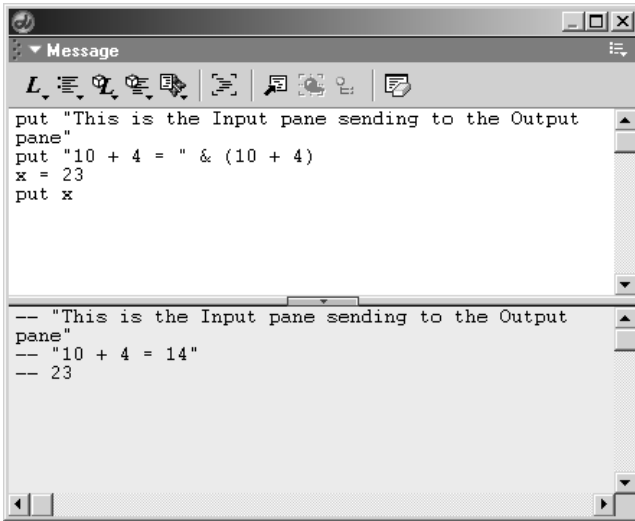 Message
put "This is the Input pane sending to the Output
pane"
put "10 + 4 = " & (10 + 4)
x = 23
put x
-- "This is the Input pane sending to the Output
pane"
-- "10 + 4 = 14"
-- 23